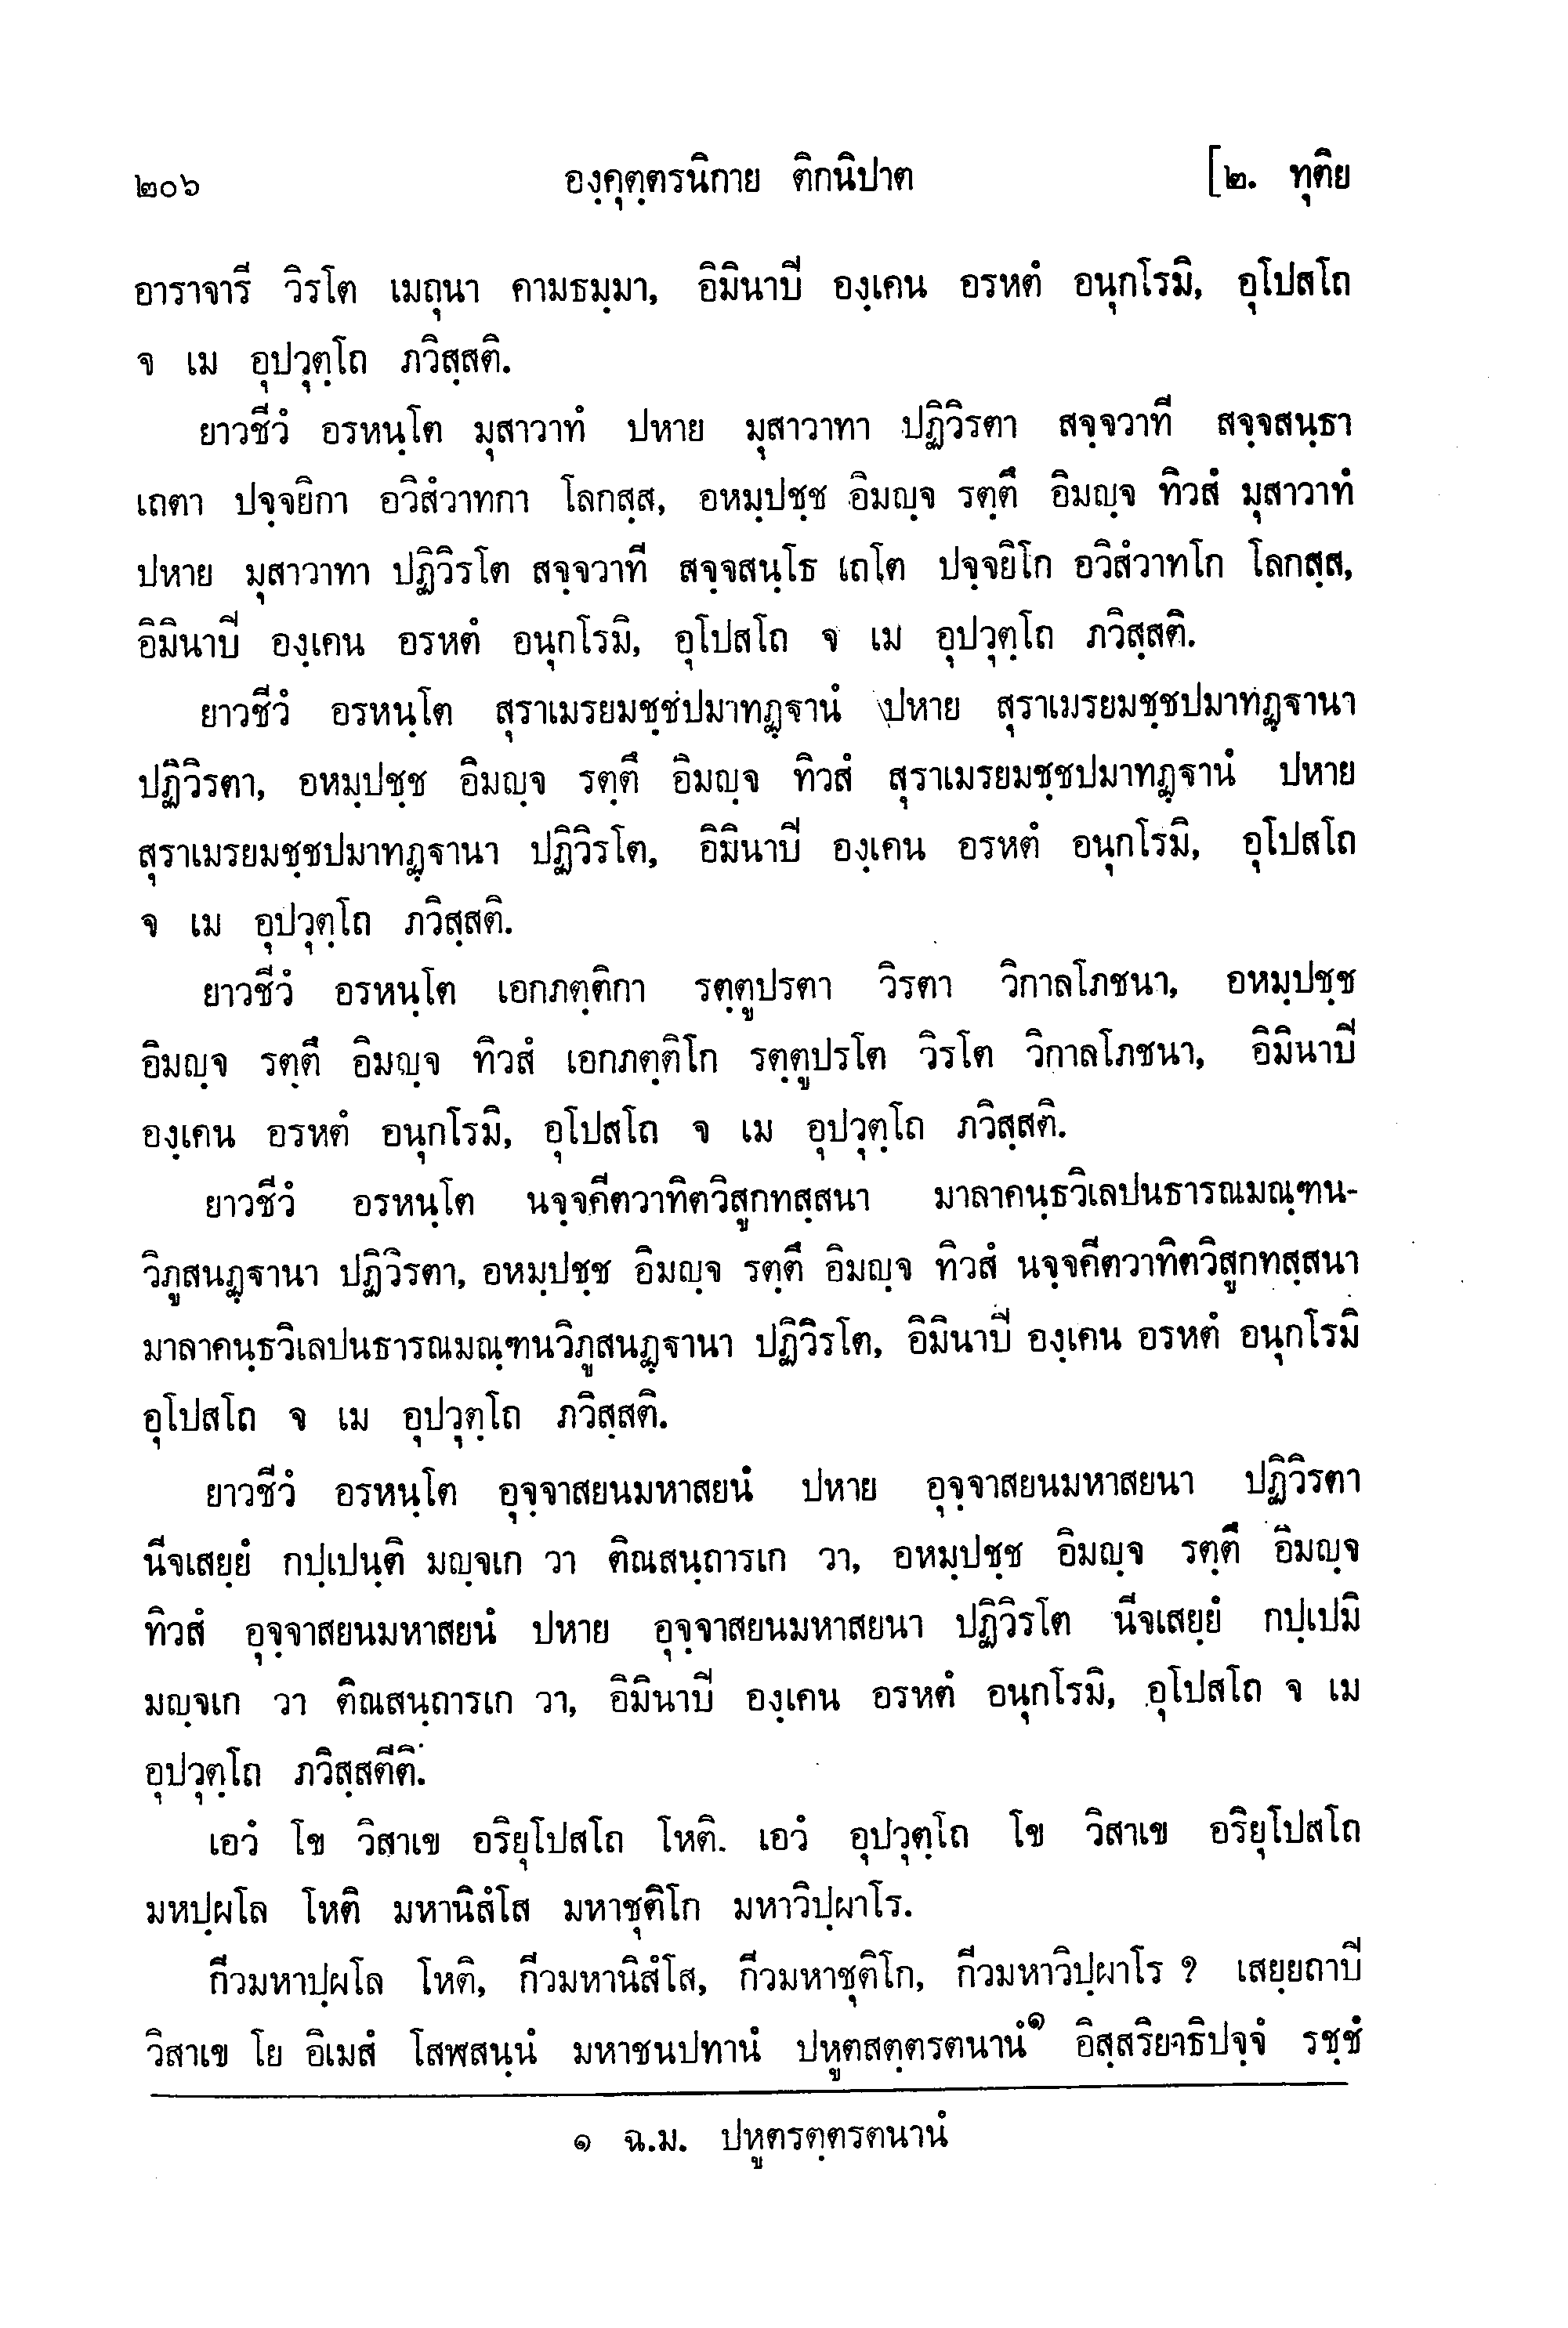 ๒๐๖ องฺคุตฺตรนิกาย ติกนิปาต [๒. ทุติย
อาราจารี วิรโต เมถุนา คามธมฺมา, อิมินาปี องฺเคน อรหตํ อนุกโรมิ, อุโปสโถ
จ เม อุปวุตฺโถ ภวิสฺสติ.
ยาวชีวํ อรหนฺโต มุสาวาทํ ปหาย มุสาวาทา ปฏิวิรตา สจฺจวาที สจฺจสนฺธา
เถตา ปจฺจยิกา อวิสํวาทกา โลกสฺส, อหมฺปชฺช อิมญฺจ รตฺตึ อิมญฺจ ทิวสํ มุสาวาทํ
ปหาย มุสาวาทา ปฏิวิรโต สจฺจวาที สจฺจสนฺโธ เถโต ปจฺจยิโก อวิสํวาทโก โลกสฺส,
อิมินาปี องฺเคน อรหตํ อนุกโรมิ, อุโปสโถ จ เม อุปวุตฺโถ ภวิสฺสติ.
ยาวชีวํ อรหนฺโต สุราเมรยมชฺชปมาทฏฺฐานํ ปหาย สุราเมรยมชฺชปมาทฏฺฐานา
ปฏิวิรตา, อหมฺปชฺช อิมญฺจ รตฺตึ อิมญฺจ ทิวสํ สุราเมรยมชฺชปมาทฏฺฐานํ ปหาย
สุราเมรยมชฺชปมาทฏฺฐานา ปฏิวิรโต, อิมินาปี องฺเคน อรหตํ อนุกโรมิ, อุโปสโถ
จ เม อุปวุตฺโถ ภวิสฺสติ.
ยาวชีวํ อรหนฺโต เอกภตฺติกา รตฺตูปรตา วิรตา วิกาลโภชนา, อหมฺปชฺช
อิมญฺจ รตฺตึ อิมญฺจ ทิวสํ เอกภตฺติโก รตฺตูปรโต วิรโต วิกาลโภชนา, อิมินาปี
องฺเคน อรหตํ อนุกโรมิ, อุโปสโถ จ เม อุปวุตฺโถ ภวิสฺสติ.
ยาวชีวํ อรหนฺโต นจฺจคีตวาทิตวิสูกทสฺสนา มาลาคนฺธวิเลปนธารณมณฺฑน-
วิภูสนฏฺฐานา ปฏิวิรตา, อหมฺปชฺช อิมญฺจ รตฺตึ อิมญฺจ ทิวสํ นจฺจคีตวาทิตวิสูกทสฺสนา
มาลาคนฺธวิเลปนธารณมณฺฑนวิภูสนฏฺฐานา ปฏิวิรโต, อิมินาปี องฺเคน อรหตํ อนุกโรมิ
อุโปสโถ จ เม อุปวุตฺโถ ภวิสฺสติ.
ยาวชีวํ อรหนฺโต อุจฺจาสยนมหาสยนํ ปหาย อุจฺจาสยนมหาสยนา ปฏิวิรตา
นีจเสยฺยํ กปฺเปนฺติ มญฺจเก วา ติณสนฺถารเก วา, อหมฺปชฺช อิมญฺจ รตฺตึ อิมญฺจ
ทิวสํ อุจฺจาสยนมหาสยนํ ปหาย อุจฺจาสยนมหาสยนา ปฏิวิรโต นีจเสยฺยํ กปฺเปมิ
มญฺจเก วา ติณสนฺถารเก วา, อิมินาปี องฺเคน อรหตํ อนุกโรมิ, อุโปสโถ จ เม
อุปวุตฺโถ ภวิสฺสตีติ.
เอวํ โข วิสาเข อริยุโปสโถ โหติ. เอวํ อุปวุตฺโถ โข วิสาเข อริยุโปสโถ
มหปฺผโล โหติ มหานิสํโส มหาชุติโก มหาวิปฺผาโร.
กีวมหาปฺผโล โหติ, กีวมหานิสํโส, กีวมหาชุติโก, กีวมหาวิปฺผาโร ? เสยฺยถาปี
วิสาเข โย อิเมสํ โสฬสนฺนํ มหาชนปทานํ ปหูตสตฺตรตนานํ๑ อิสฺสริยาธิปจฺจํ รชฺชํ
๑ ฉ.ม. ปหูตรตฺตรตนานํ